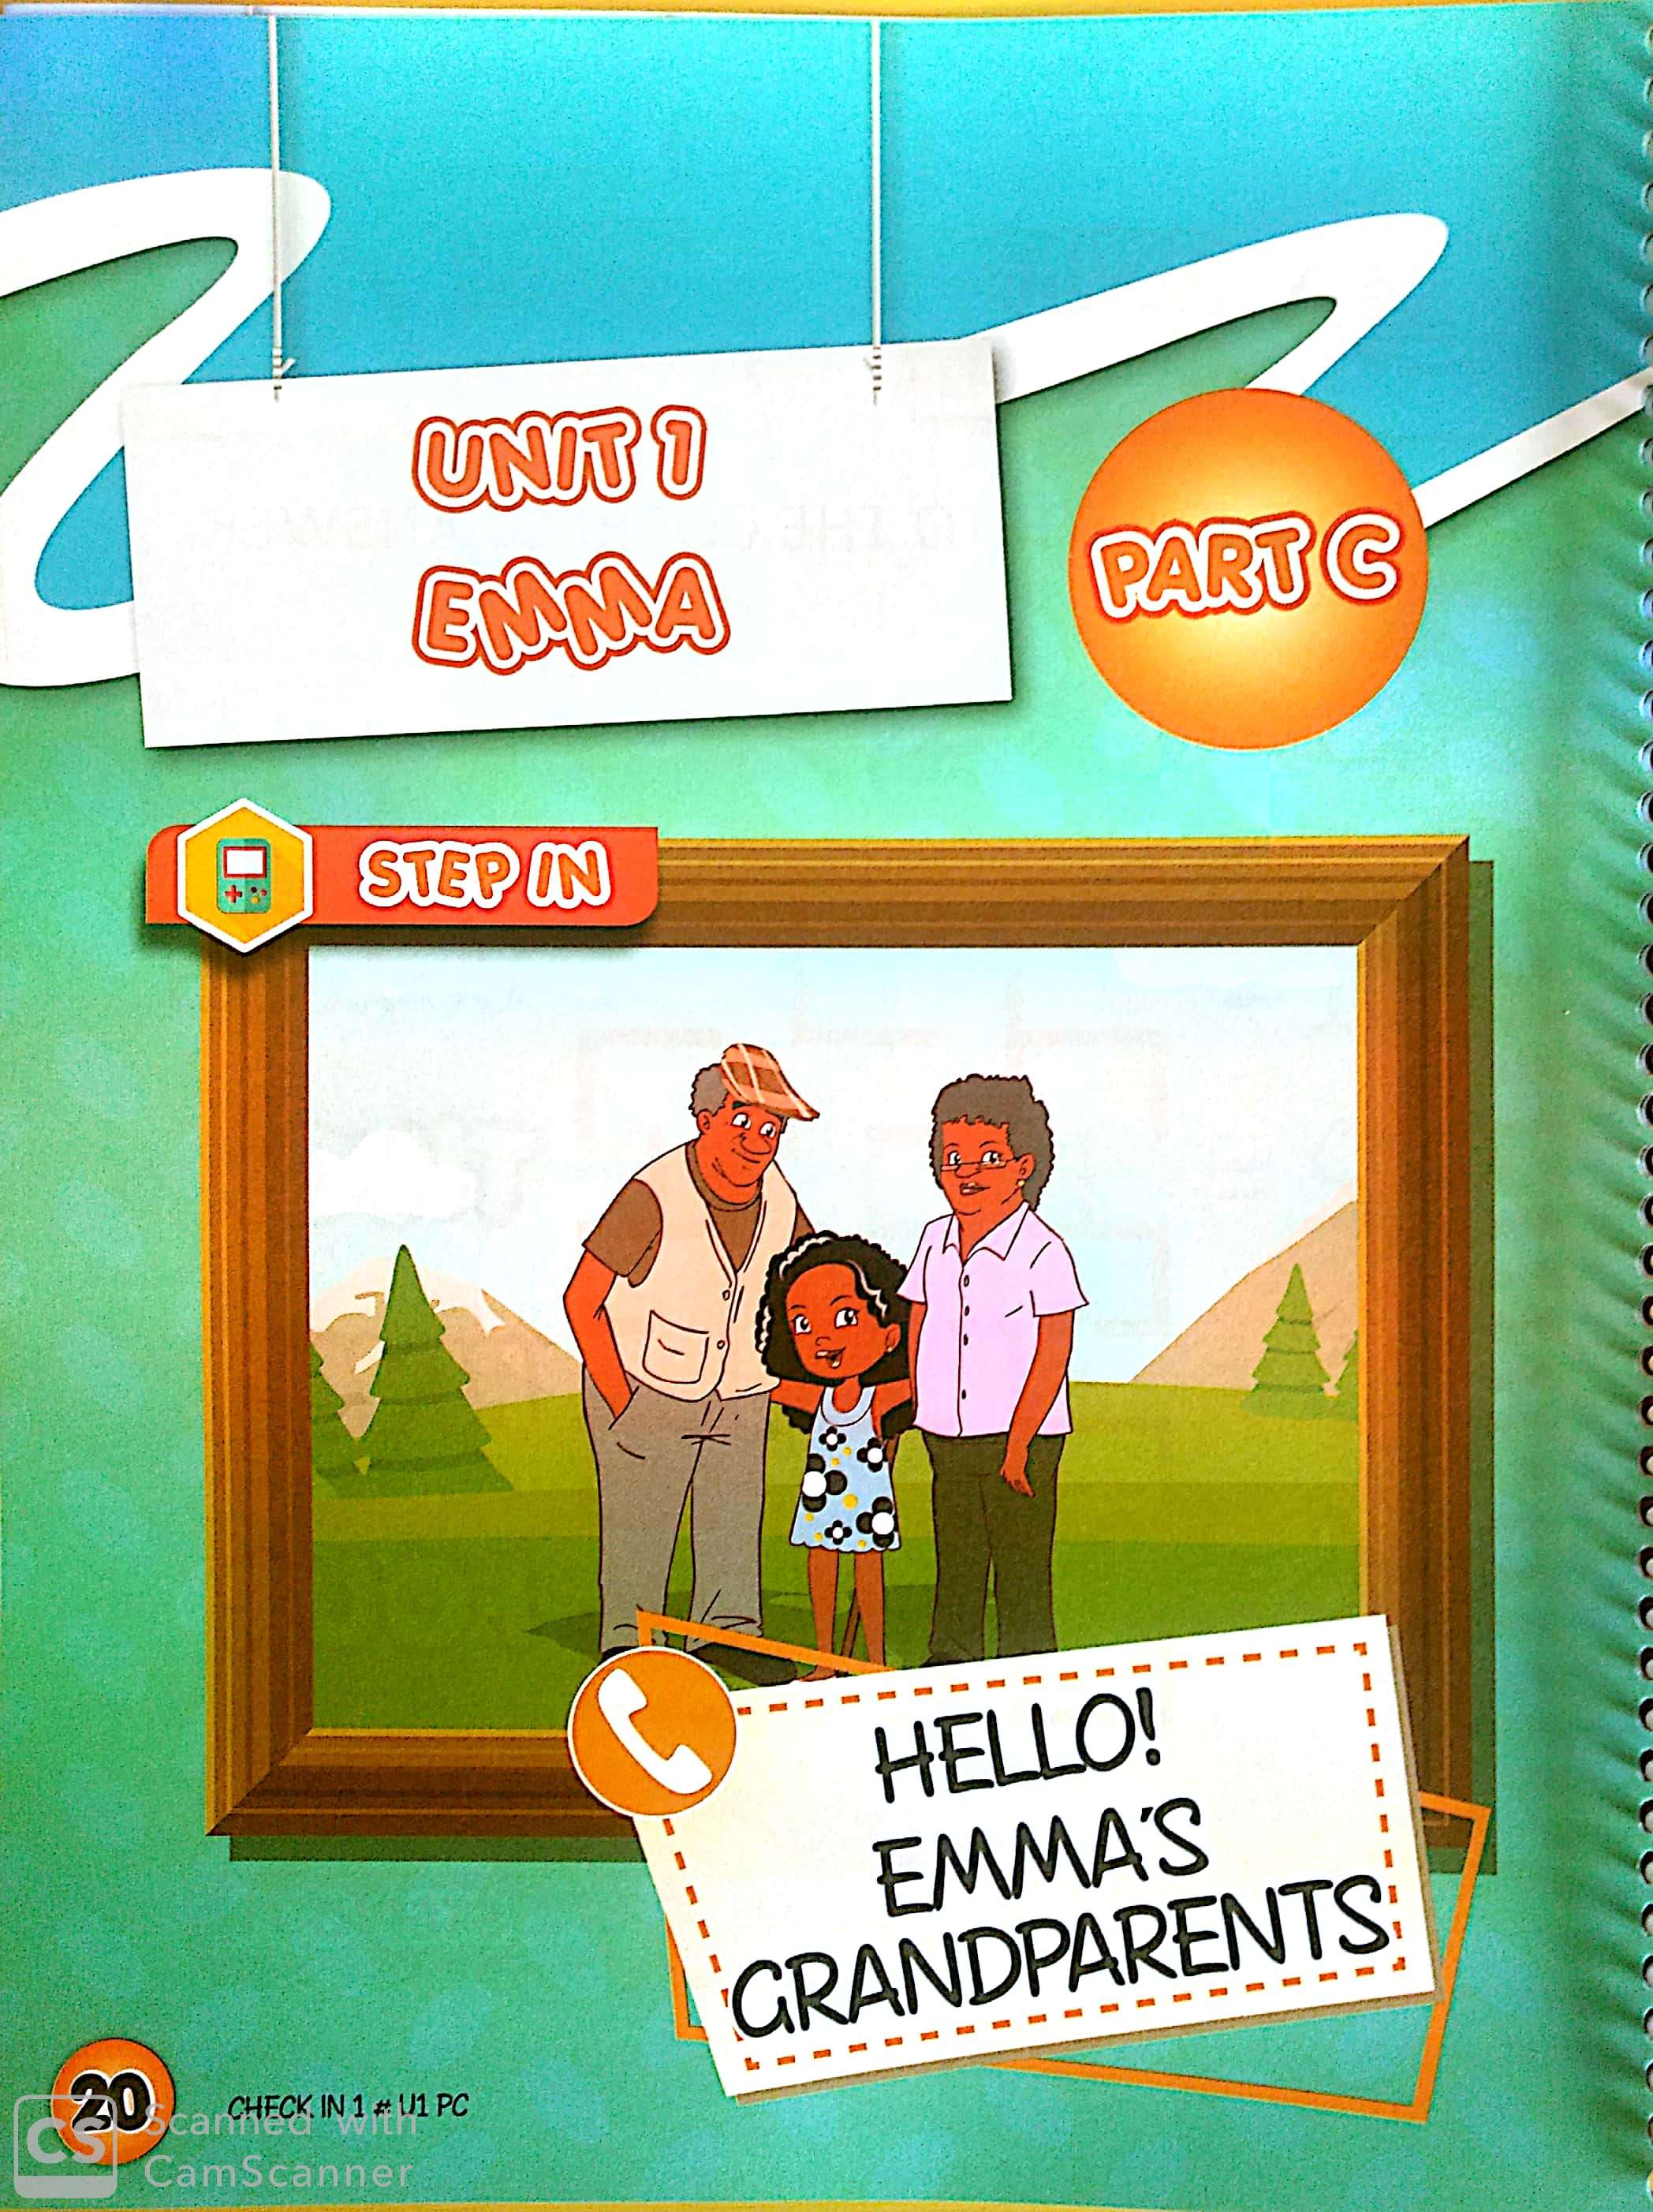 UNIT 1
EMMA
PART C
STEP IN
HELLO!
EMMA'S
GRANDPARENTS
20
CHECK IN 1 # U1 PC
CS
Scanned with
CamScanner